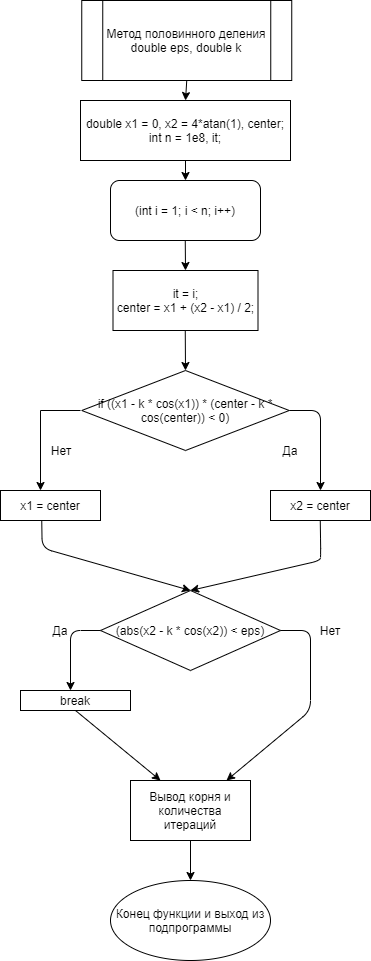 Метод половинного деления
double eps, double k
double x1 = 0, x2 = 4*atan(1), center;
int n = 1e8, it;
(int i = 1; i < n; i++)
it = i;
center = x1 + (x2 - x1) / 2;
if ((x1 - k * cos(x1)) * (center - k *
cos(center)) < 0)
Нет
Да
x1 = center
x2 = center
Да
(abs(x2 - k * cos(x2)) < eps)
Нет
break
Вывод корня и
количества
итераций
Конец функции и выход из
подпрограммы